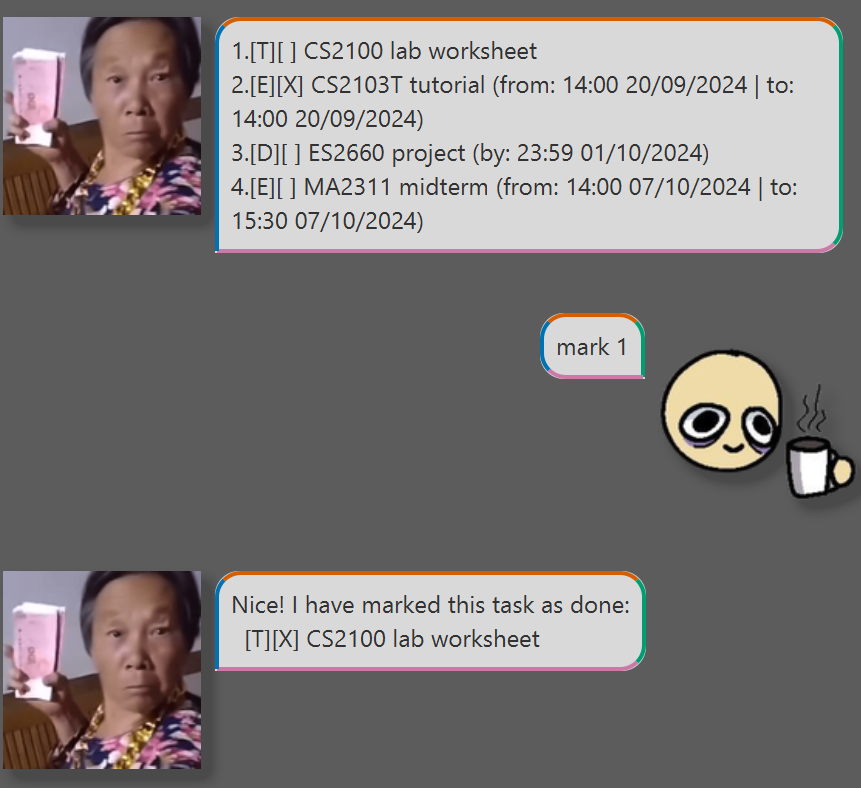 1.[T][ ] CS2100 lab worksheet
2.[E][X] CS2103T tutorial (from: 14:00 20/09/2024 | to:
14:00 20/09/2024)
3.[D][ ] ES2660 project (by: 23:59 01/10/2024)
4.[E][ ] MA2311 midterm (from: 14:00 07/10/2024 | to:
15:30 07/10/2024)
mark 1
Nice! I have marked this task as done:
[T][X] CS2100 lab worksheet